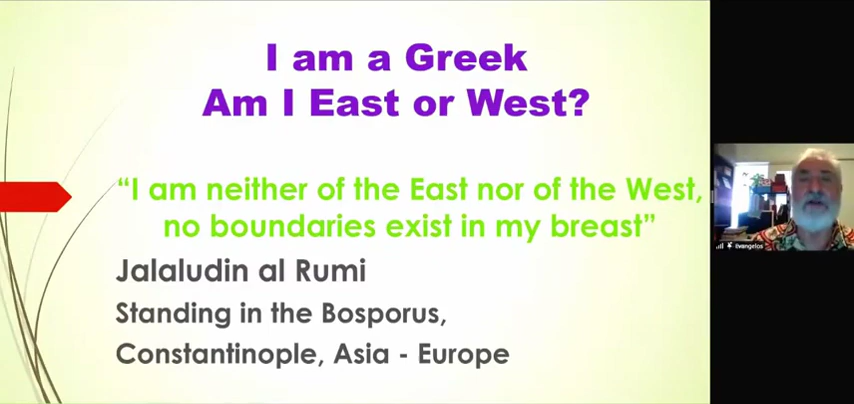 I am a Greek
Am I East or West?
“I am neither of the East nor of the West,
no boundaries exist in my breast”
Jalaludin al Rumi
Standing in the Bosporus,
Constantinople, Asia - Europe
Evangelos